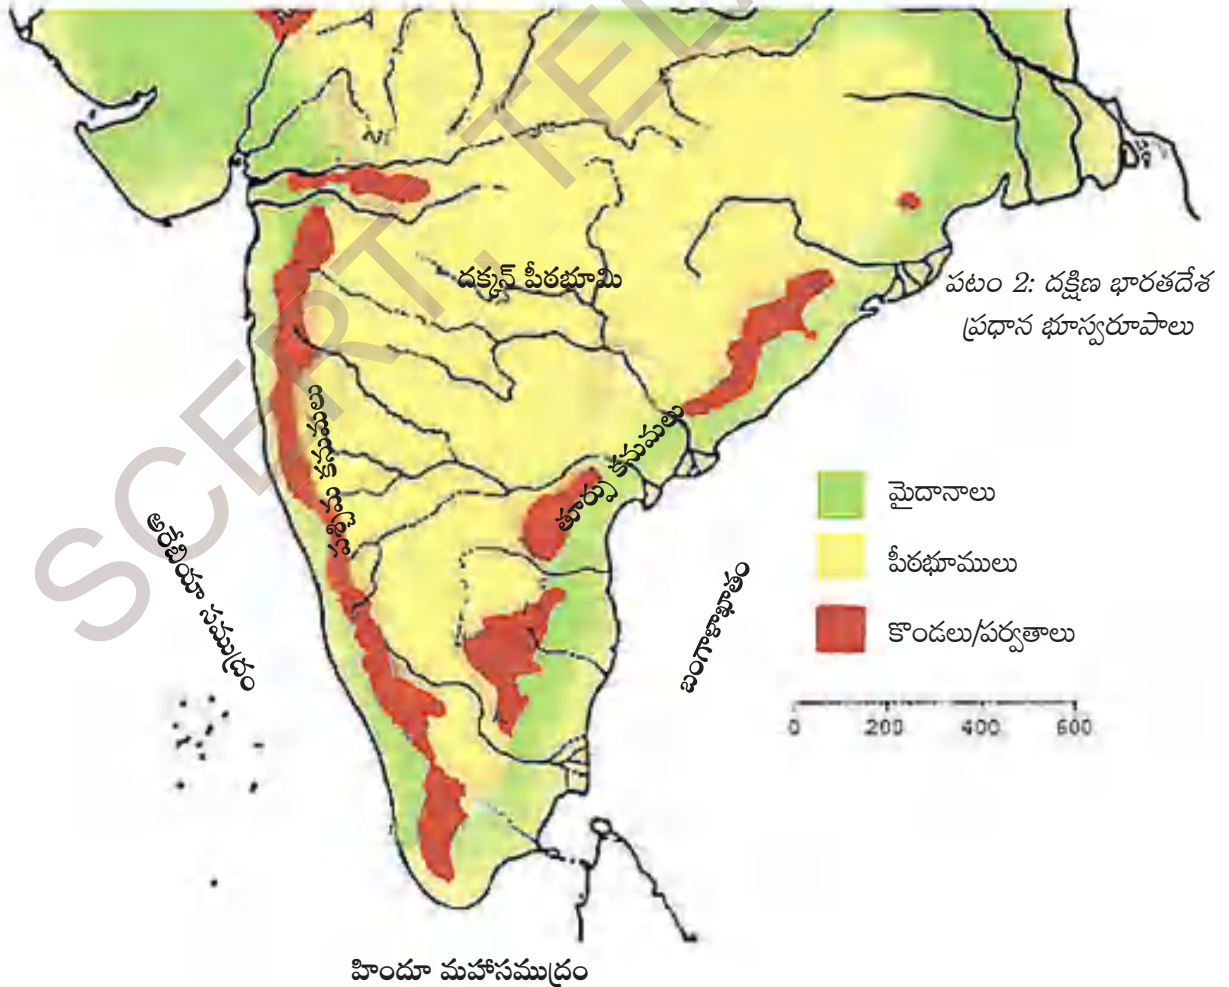 SCERT, TEL
దక్కన్ పీఠభూమి
పటం 2: దక్షిణ భారతదేశ
ప్రధాన భూస్వరూపాలు
పశ్చిమ కనుమలు
తూర్పు కనుమలు
మైదానాలు
పీఠభూములు
కొండలు/పర్వతాలు
అరేబియా సముద్రం
బంగాళాఖాతం
0 200 400 600
హిందూ మహాసముద్రం